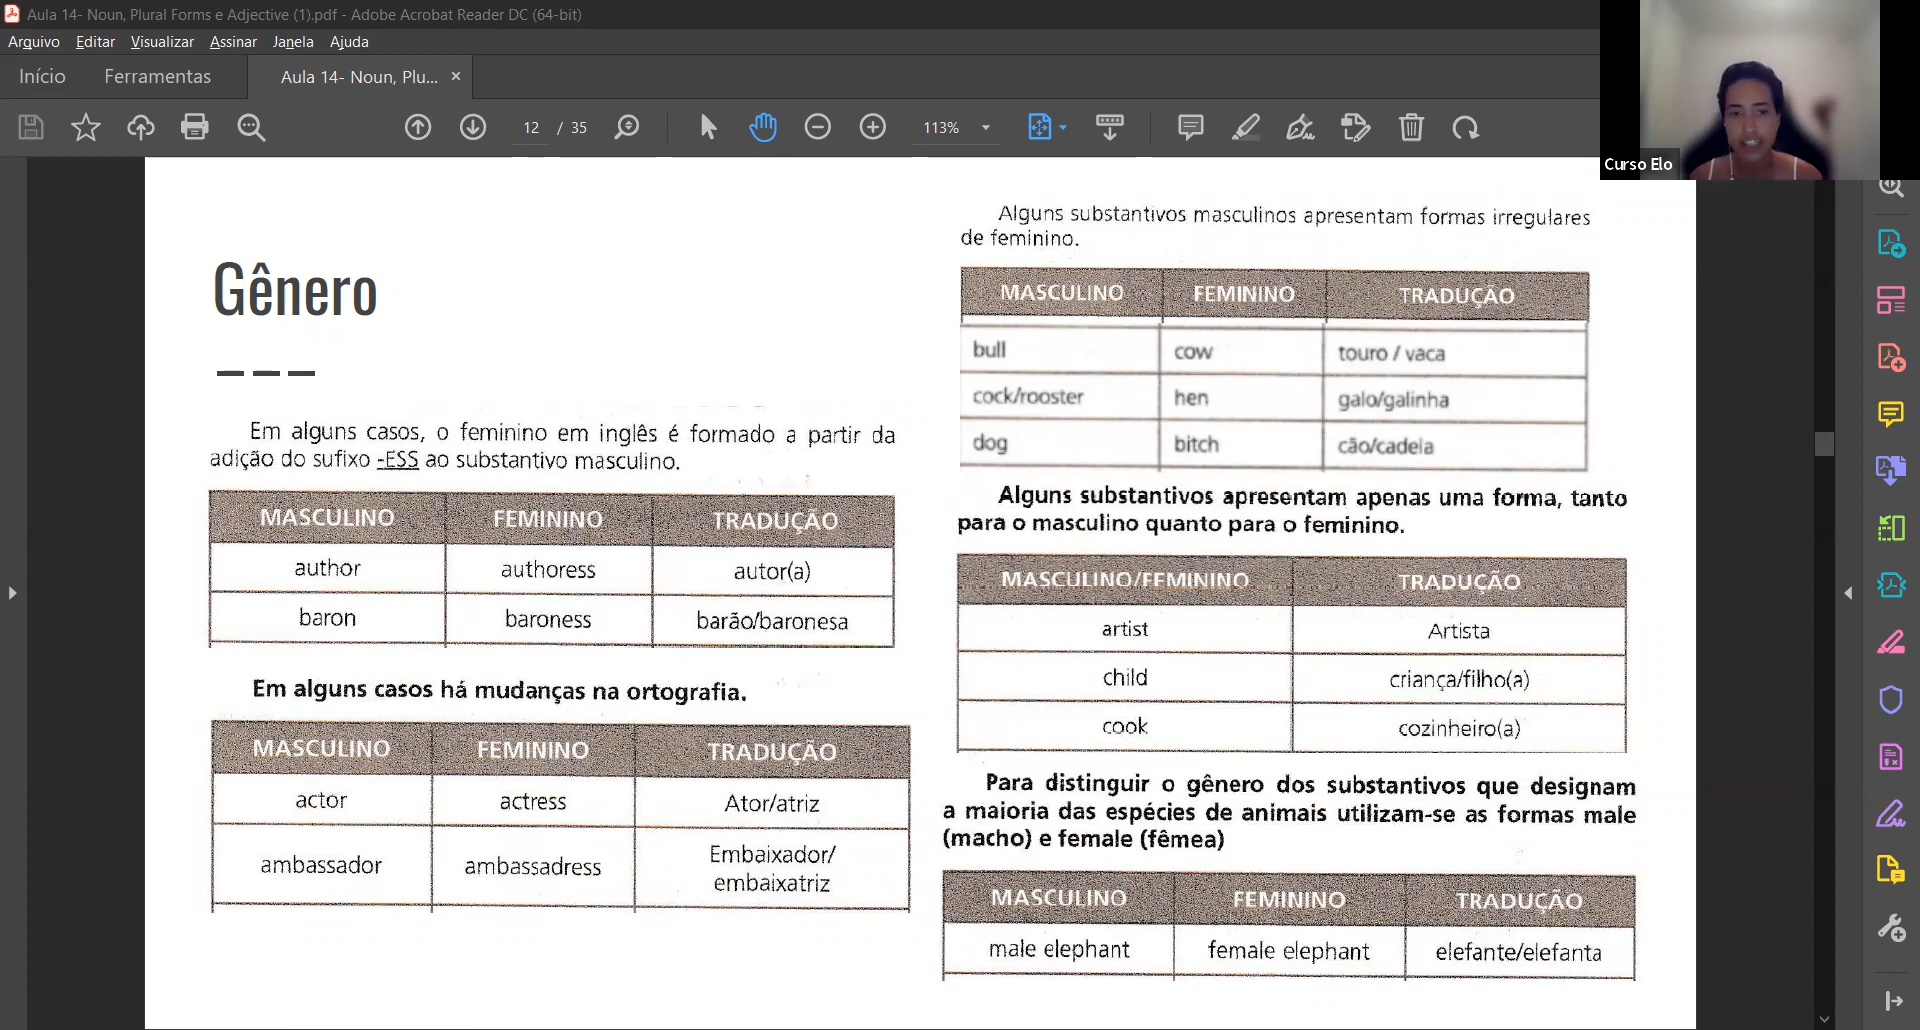 Aula 14- Noun, Plural Forms e Adjective (1).pdf - Adobe Acrobat Reader DC (64-bit)
Arquivo Editar Visualizar Assinar Janela Ajuda
Início Ferramentas Aula 14- Noun, Plu... ×
12 / 35 113%
Curso Elo
Gênero
Em alguns casos, o feminino em inglês é formado a partir da
adição do sufixo -ESS ao substantivo masculino.
MASCULINO FEMININO TRADUÇÃO
author authoress autor(a)
baron baroness barão/baronesa
Em alguns casos há mudanças na ortografia.
MASCULINO FEMININO TRADUÇÃO
actor actress Ator/atriz
ambassador ambassadress Embaixador/
embaixatriz
Alguns substantivos masculinos apresentam formas irregulares
de feminino.
MASCULINO FEMININO TRADUÇÃO
bull cow touro / vaca
cock/rooster hen galo/galinha
dog bitch cão/cadela
Alguns substantivos apresentam apenas uma forma, tanto
para o masculino quanto para o feminino.
MASCULINO/FEMININO TRADUÇÃO
artist Artista
child criança/filho(a)
cook cozinheiro(a)
Para distinguir o gênero dos substantivos que designam
a maioria das espécies de animais utilizam-se as formas male
(macho) e female (fêmea)
MASCULINO FEMININO TRADUÇÃO
male elephant female elephant elefante/elefanta